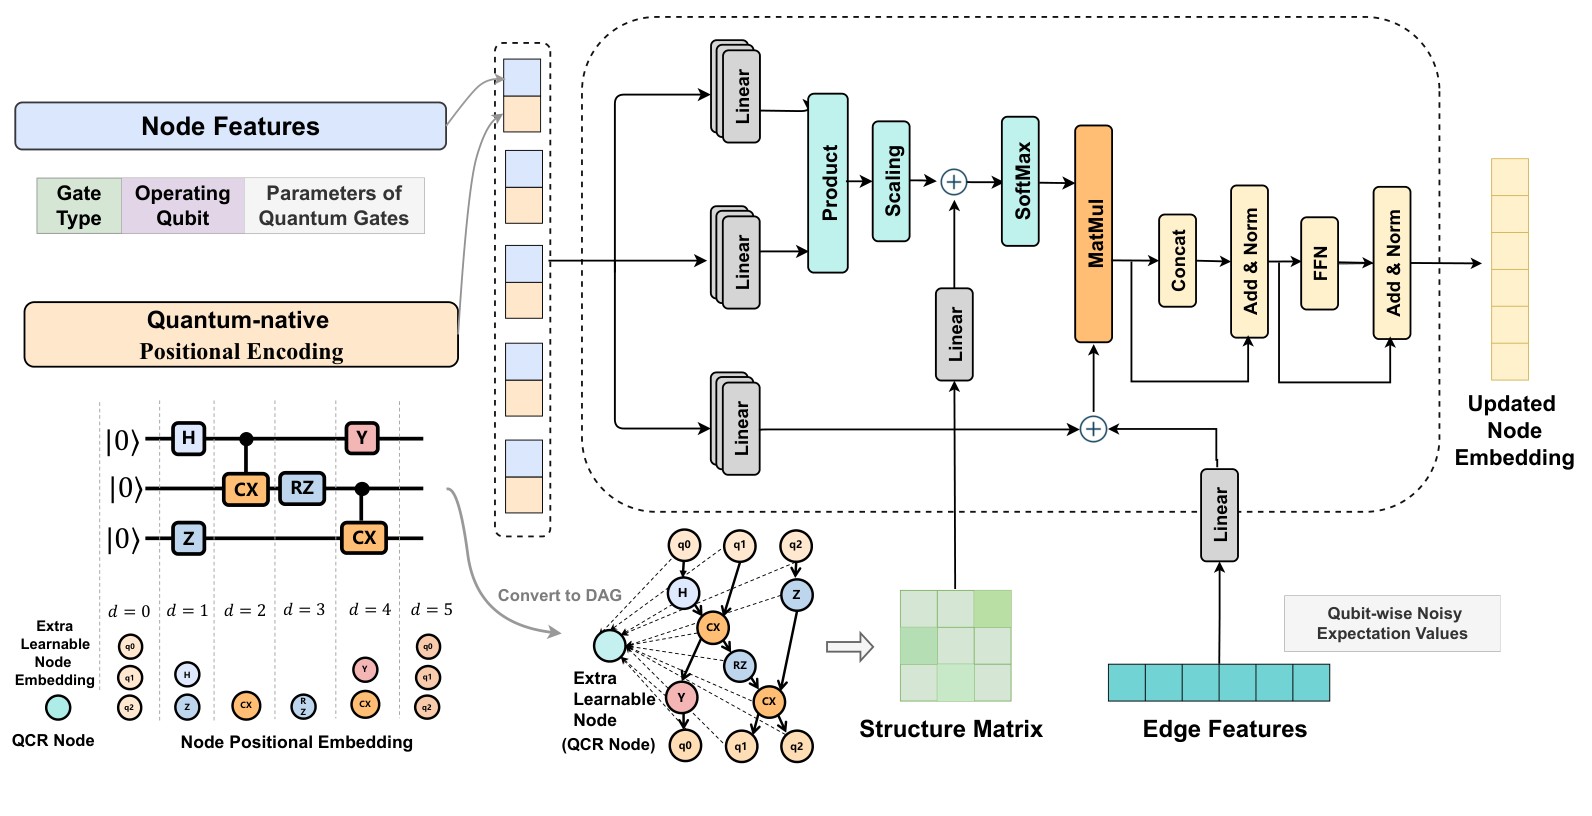 Node Features
Gate
Type
Operating
Qubit
Parameters of
Quantum Gates
Quantum-native
Positional Encoding
|0⟩
H
Y
|0⟩
CX
RZ
|0⟩
Z
CX
d = 0
d = 1
d = 2
d = 3
d = 4
d = 5
Extra
Learnable
Node
Embedding
QCR Node
q0
q1
q2
H
Z
CX
R
Z
Y
CX
q0
q1
q2
Node Positional Embedding
Convert to DAG
q0
q1
q2
H
Z
CX
RZ
Y
CX
q0
q1
q2
Extra
Learnable
Node
(QCR Node)
Linear
Linear
Linear
Product
Scaling
Linear
SoftMax
MatMul
Concat
Add & Norm
FFN
Add & Norm
Linear
Updated
Node
Embedding
Structure Matrix
Qubit-wise Noisy
Expectation Values
Edge Features